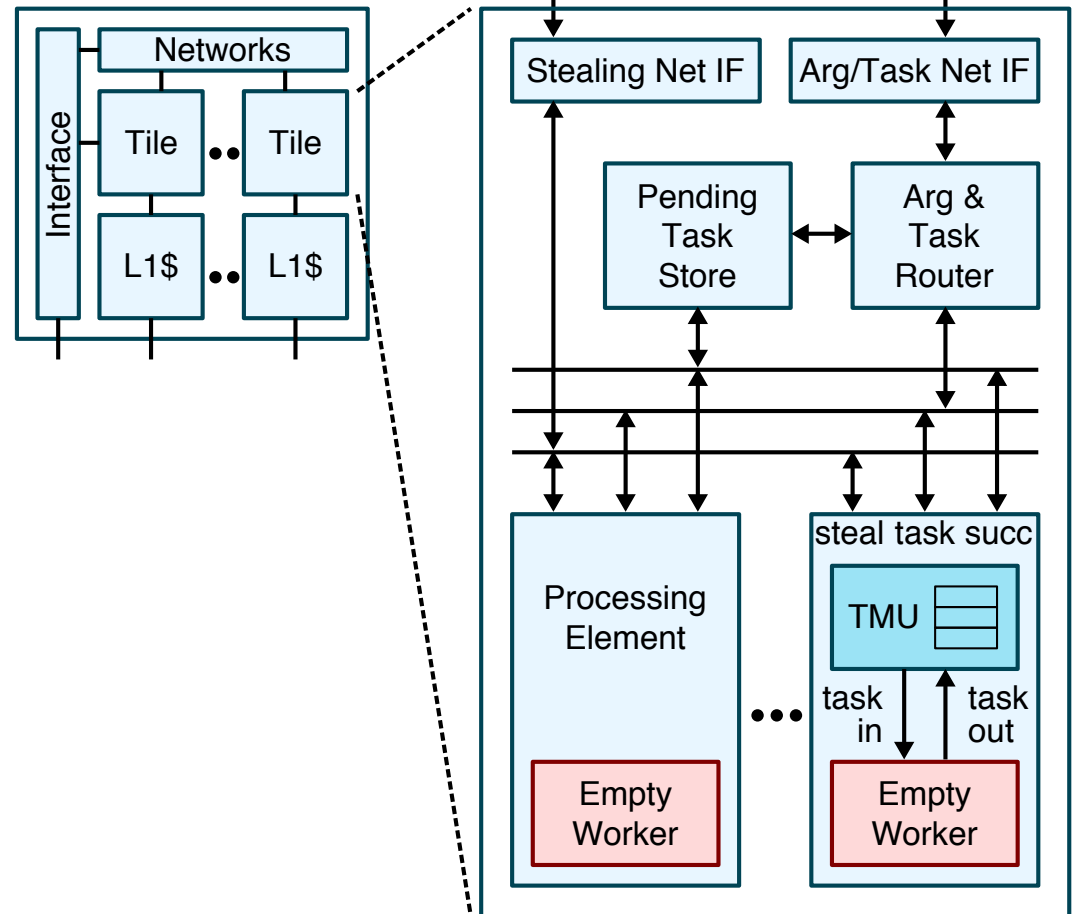 Networks
Interface
Tile
Tile
L1$
L1$
Stealing Net IF
Arg/Task Net IF
Pending
Task
Store
Arg &
Task
Router
Processing
Element
Empty
Worker
steal task succ
TMU
task
in
task
out
Empty
Worker